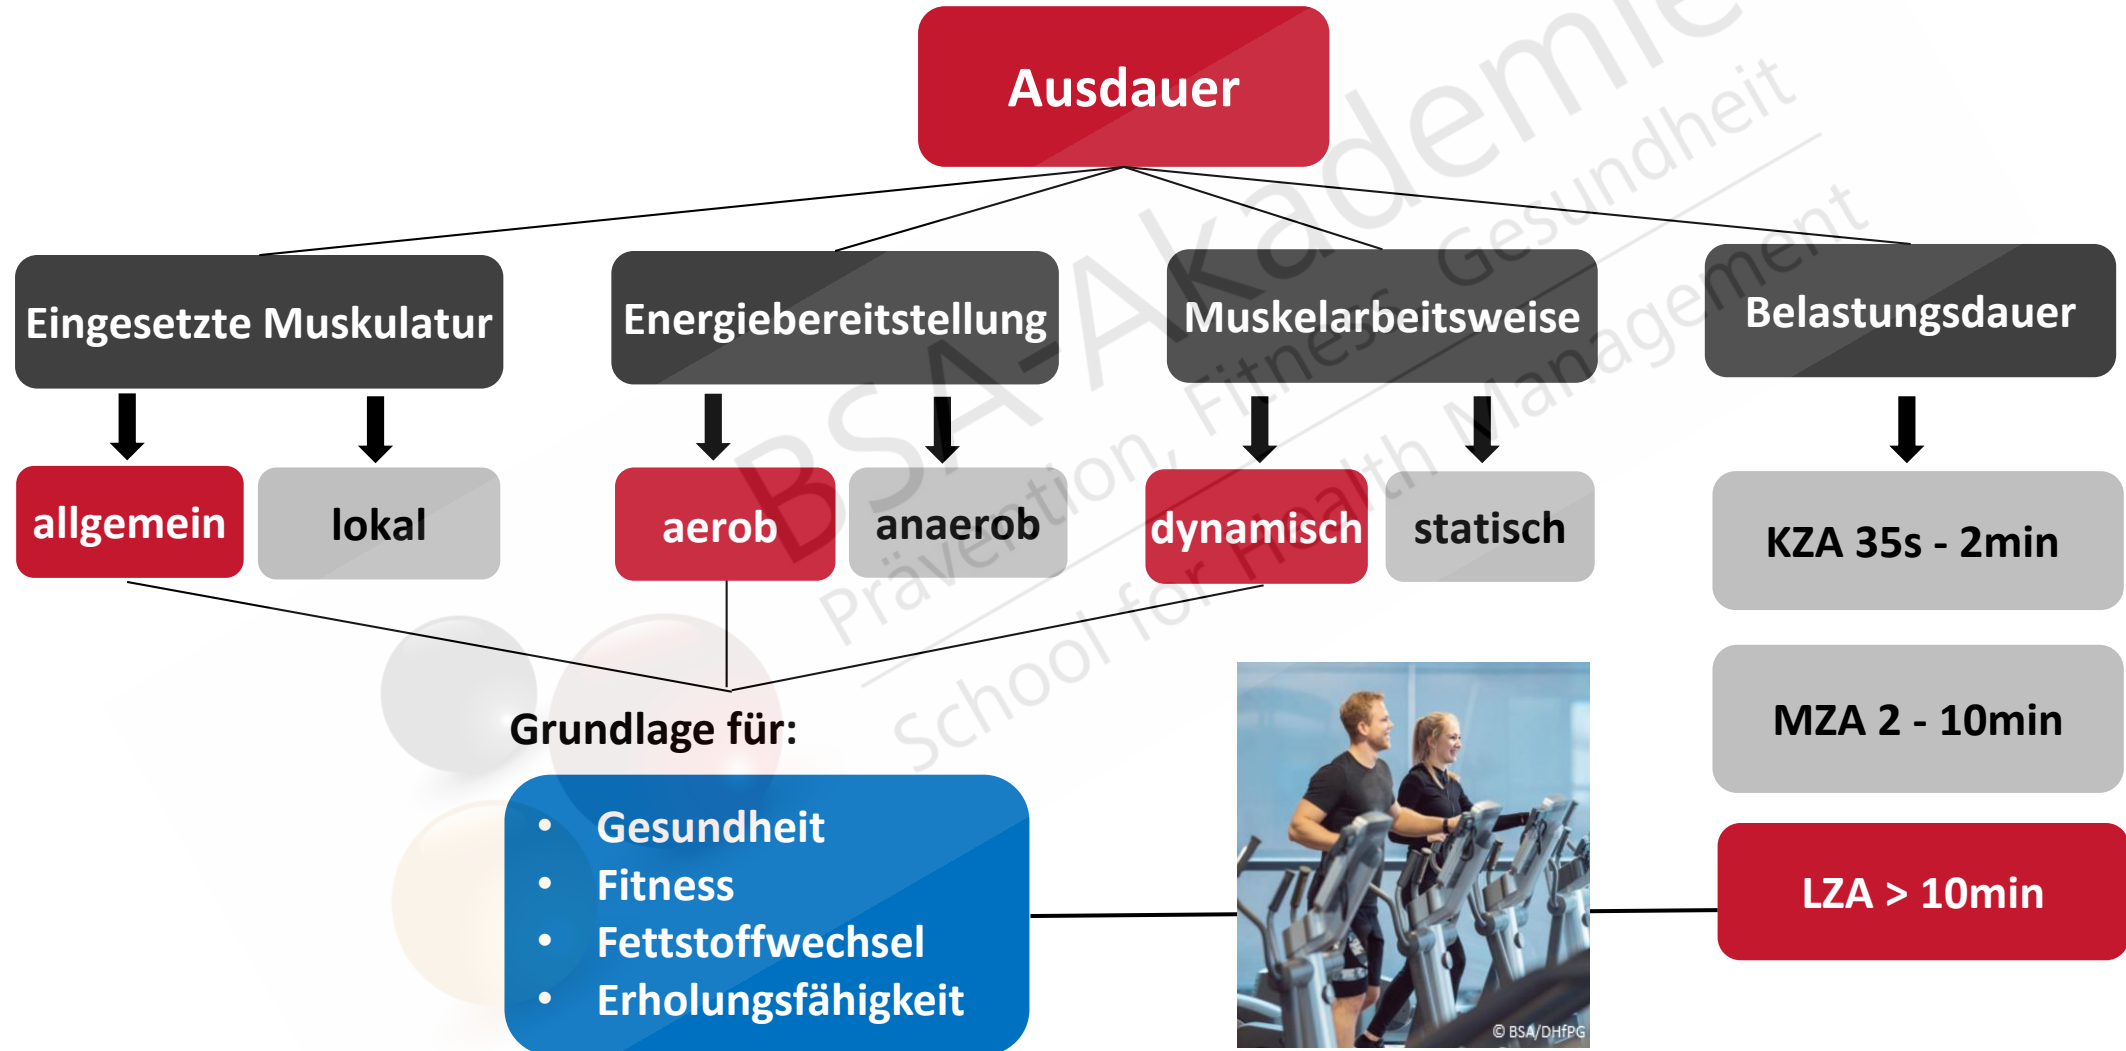 Ausdauer
Eingesetzte Muskulatur
Energiebereitstellung
Muskelarbeitsweise
Belastungsdauer
allgemein
lokal
aerob
anaerob
dynamisch
statisch
KZA 35s - 2min
MZA 2 - 10min
LZA > 10min
Grundlage für:
• Gesundheit
• Fitness
• Fettstoffwechsel
• Erholungsfähigkeit
© BSA/DHfPG
BSA-Akademie
Prävention, Fitness, Gesundheit
School for Health Management